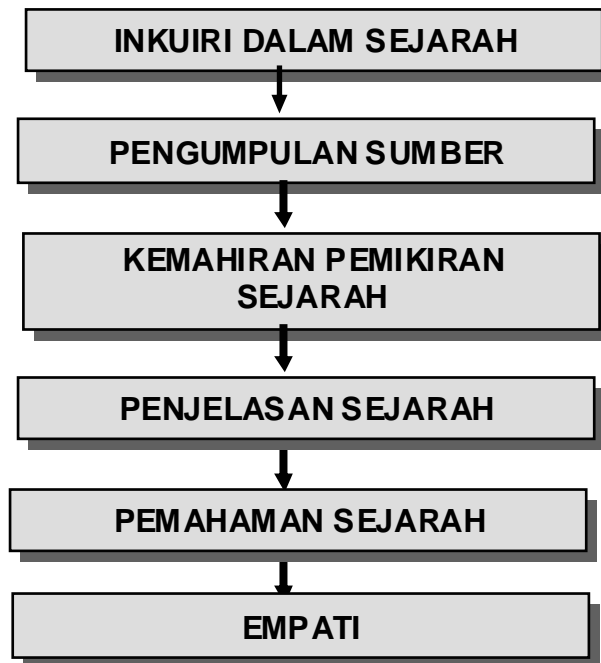 INKUIRI DALAM SEJARAH
PENGUMPULAN SUMBER
KEMAHIRAN PEMIKIRAN
SEJARAH
PENJELASAN SEJARAH
PEMAHAMAN SEJARAH
EMPATI